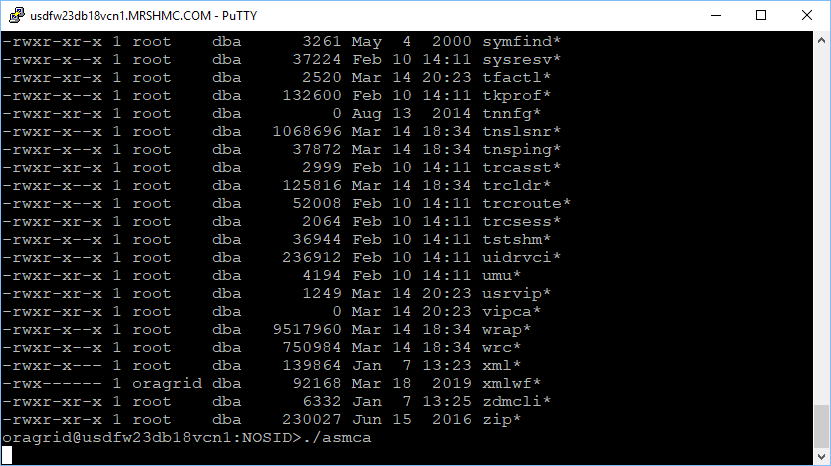 usdfw23db18vcn1.MRSHMC.COM - PuTTY
-rwxr-xr-x 1 root    dba      3261 May  4  2000 symfind*
-rwxr-x--x 1 root    dba     37224 Feb 10 14:11 sysresv*
-rwxr-xr-x 1 root    dba      2520 Mar 14 20:23 tfactl*
-rwxr-x--x 1 root    dba    132600 Feb 10 14:11 tkprof*
-rwxr-xr-x 1 root    dba         0 Aug 13  2014 tnnfg*
-rwxr-x--x 1 root    dba   1068696 Mar 14 18:34 tnslsnr*
-rwxr-x--x 1 root    dba     37872 Mar 14 18:34 tnsping*
-rwxr-xr-x 1 root    dba      2999 Feb 10 14:11 trcasst*
-rwxr-x--x 1 root    dba    125816 Mar 14 18:34 trcldr*
-rwxr-x--x 1 root    dba     52008 Feb 10 14:11 trcroute*
-rwxr-xr-x 1 root    dba      2064 Feb 10 14:11 trcsess*
-rwxr-x--x 1 root    dba     36944 Feb 10 14:11 tstshm*
-rwxr-x--x 1 root    dba    236912 Feb 10 14:11 uidrvci*
-rwxr-xr-x 1 root    dba      4194 Feb 10 14:11 umu*
-rwxr-xr-x 1 root    dba      1249 Mar 14 20:23 usrvip*
-rwxr-xr-x 1 root    dba         0 Mar 14 20:23 vipca*
-rwxr-x--x 1 root    dba   9517960 Mar 14 18:34 wrap*
-rwxr-x--x 1 root    dba    750984 Mar 14 18:34 wrc*
-rwxr-x--- 1 root    dba    139864 Jan  7 13:23 xml*
-rwx------ 1 oragrid dba     92168 Mar 18  2019 xmlwf*
-rwxr-xr-x 1 root    dba      6332 Jan  7 13:25 zdmcli*
-rwxr-xr-x 1 root    dba    230027 Jun 15  2016 zip*
oragrid@usdfw23db18vcn1:NOSID>./asmca